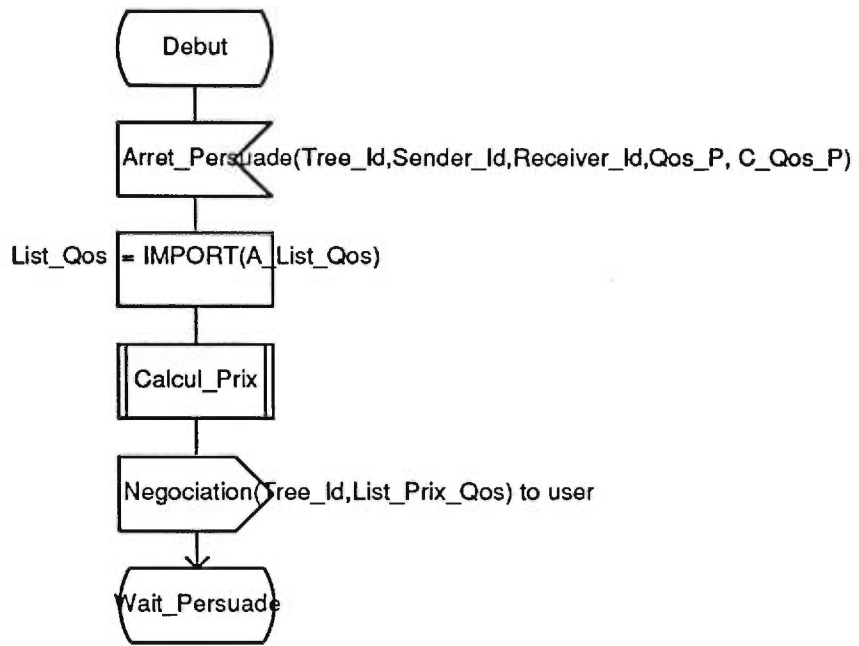 Debut
Arret_Persuade(Tree_Id,Sender_Id,Receiver_Id,Qos_P, C_Qos_P)
List_Qos = IMPORT(A_List_Qos)
Calcul_Prix
Negociation(Tree_Id,List_Prix_Qos) to user
Wait_Persuade